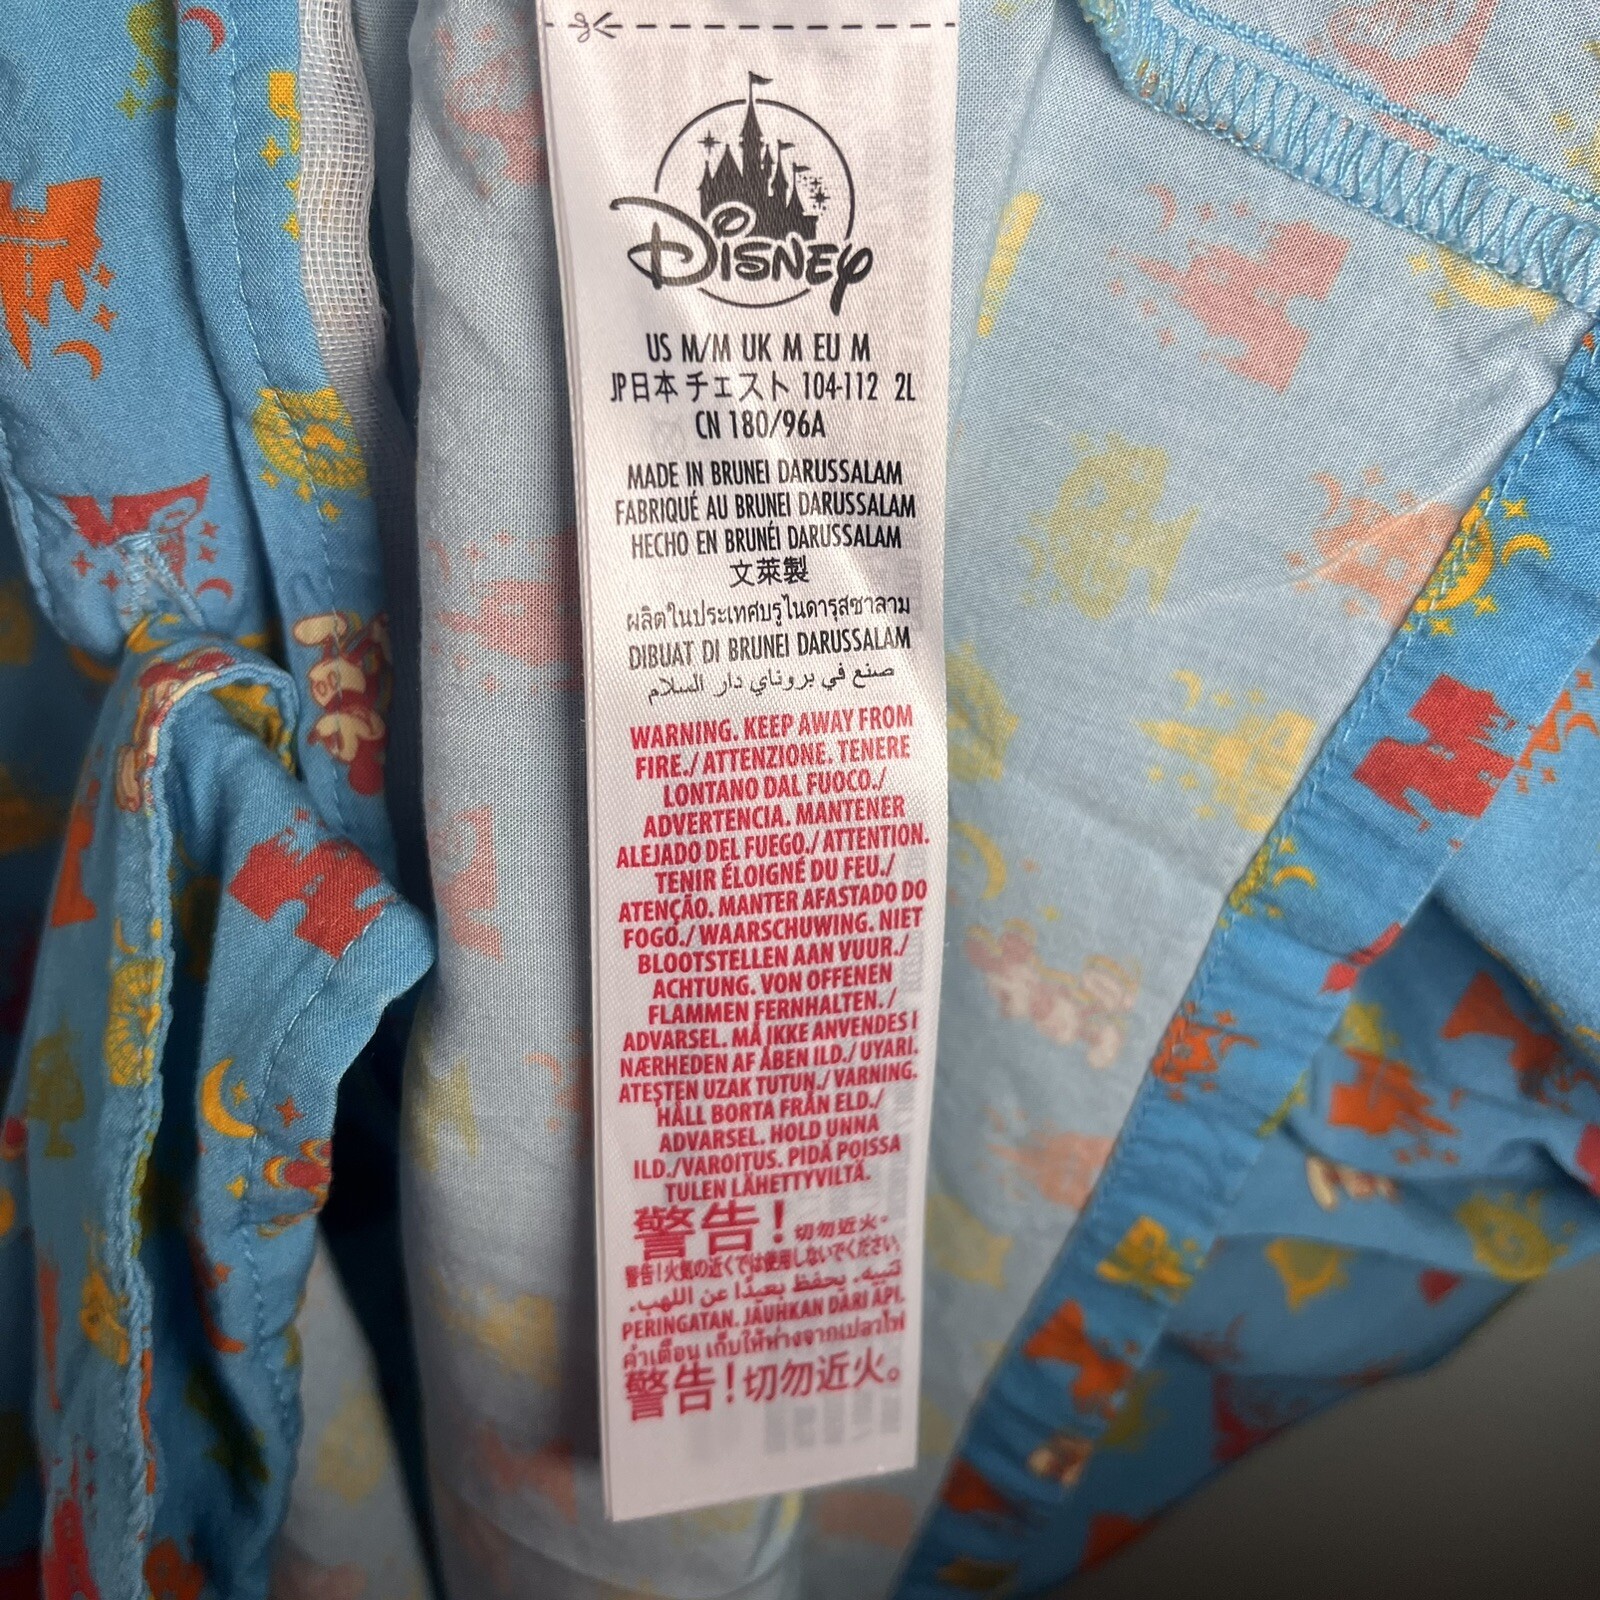 Disney
US M/M UK M EU M
JP日本 チェスト 104-112 2L
CN 180/96A
MADE IN BRUNEI DARUSSALAM
FABRIQUÉ AU BRUNEI DARUSSALAM
HECHO EN BRUNÉI DARUSSALAM
文萊製
ผลิตในประเทศบรูไนดารุสซาลาม
DIBUAT DI BRUNEI DARUSSALAM
صنع في بروناي دار السلام
WARNING. KEEP AWAY FROM
FIRE./ ATTENZIONE. TENERE
LONTANO DAL FUOCO./
ADVERTENCIA. MANTENER
ALEJADO DEL FUEGO./ ATTENTION.
TENIR ÉLOIGNÉ DU FEU./
ATENÇÃO. MANTER AFASTADO DO
FOGO./ WAARSCHUWING. NIET
BLOOTSTELLEN AAN VUUR./
ACHTUNG. VON OFFENEN
FLAMMEN FERNHALTEN. /
ADVARSEL. MÅ IKKE ANVENDES I
NÆRHEDEN AF ÅBEN ILD./ UYARI.
ATEŞTEN UZAK TUTUN./ VARNING.
HÅLL BORTA FRÅN ELD./
ADVARSEL. HOLD UNNA
ILD./VAROITUS. PIDÄ POISSA
TULEN LÄHETTYVILTÄ.
警告! 切勿近火。
警告!火気の近くでは使用しないでください。
تنبيه. يحفظ بعيدًا عن اللهب.
PERINGATAN. JAUHKAN DARI API.
คำเตือน เก็บให้ห่างจากเปลวไฟ
警告!切勿近火。